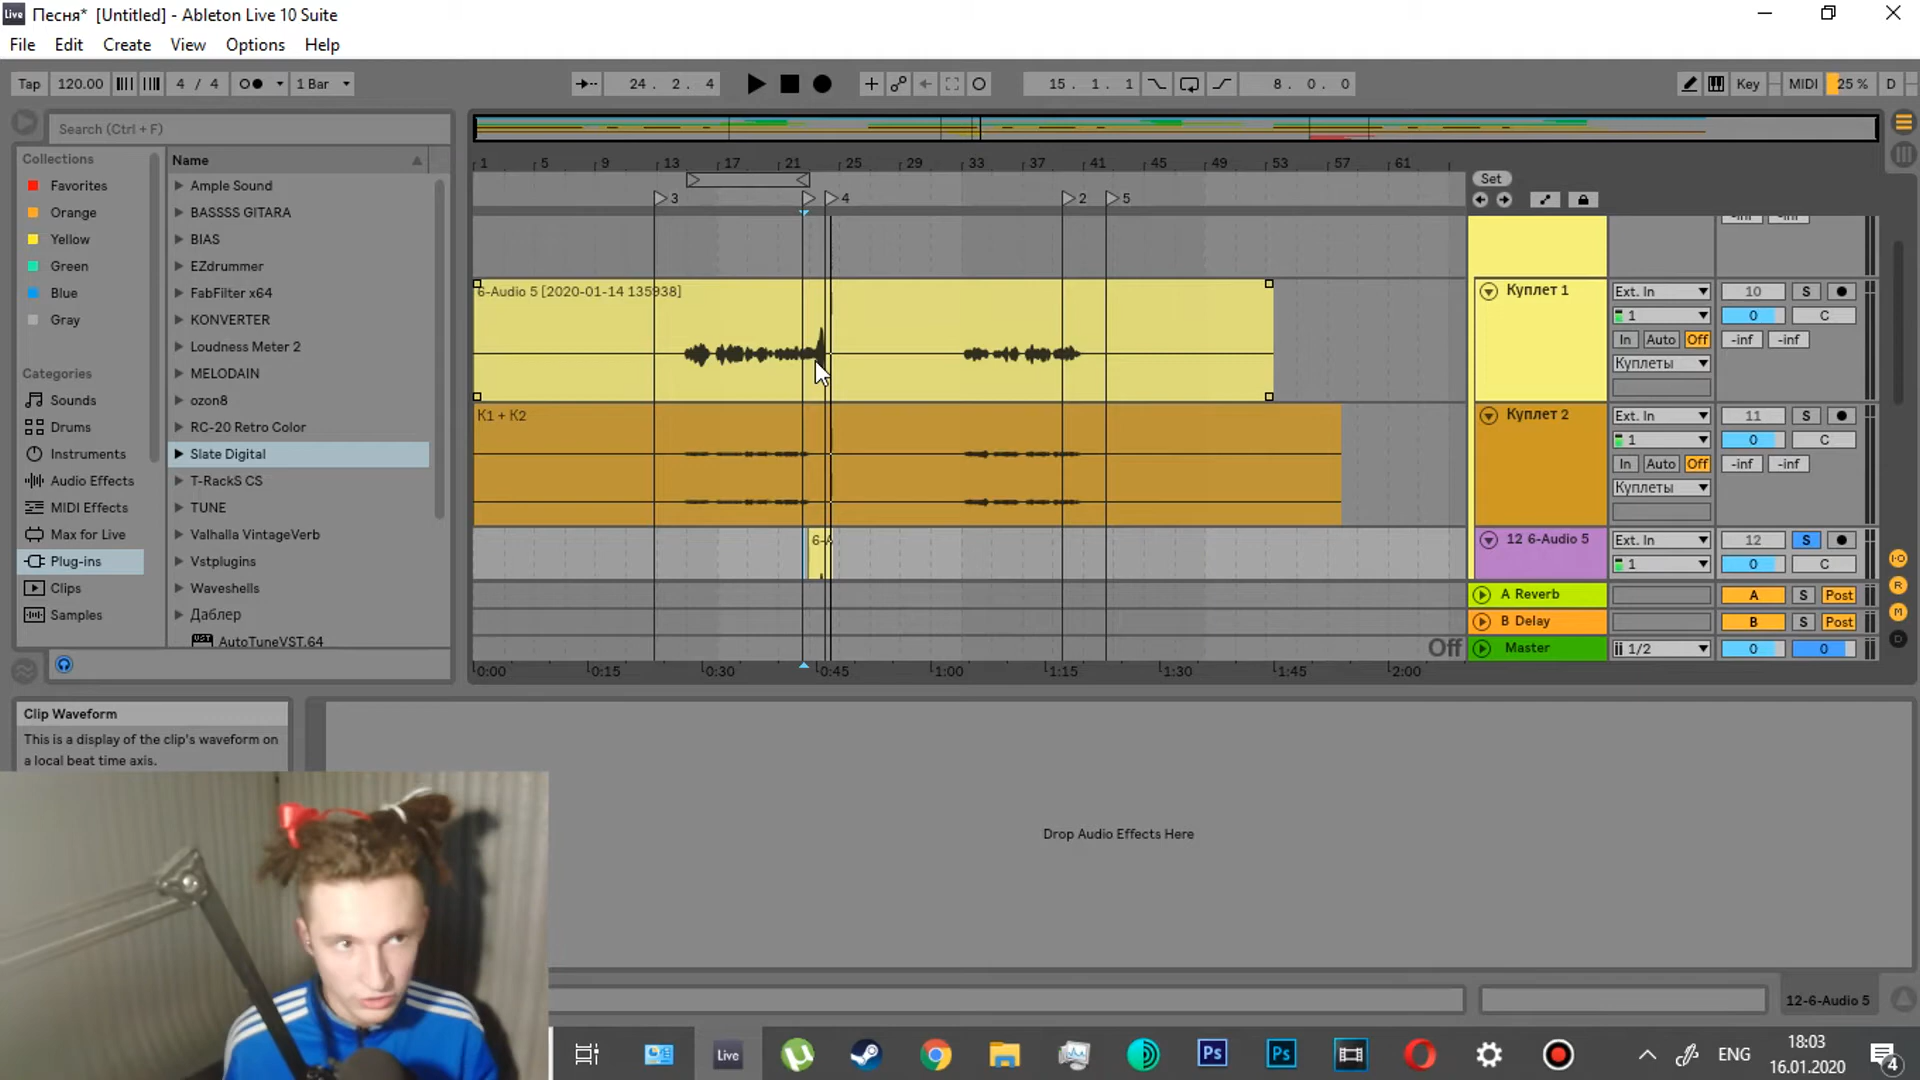 Live Песня* [Untitled] - Ableton Live 10 Suite
File Edit Create View Options Help
Tap 120.00 4 / 4 1 Bar 24 . 2 . 4 15 . 1 . 1 8 . 0 . 0 Key MIDI 25 % D
Search (Ctrl + F)
Collections
Favorites
Orange
Yellow
Green
Blue
Gray
Categories
Sounds
Drums
Instruments
Audio Effects
MIDI Effects
Max for Live
Plug-ins
Clips
Samples
Name
Ample Sound
BASSSS GITARA
BIAS
EZdrummer
FabFilter x64
KONVERTER
Loudness Meter 2
MELODAIN
ozon8
RC-20 Retro Color
Slate Digital
T-RackS CS
TUNE
Valhalla VintageVerb
Vstplugins
Waveshells
Даблер
VST AutoTuneVST.64
1 5 9 13 17 21 25 29 33 37 41 45 49 53 57 61
Set
3 4 2 5
-inf -inf
6-Audio 5 [2020-01-14 135938]
Куплет 1 Ext. In 10 S
1 0 C
In Auto Off -inf -inf
Куплеты
K1 + K2
Куплет 2 Ext. In 11 S
1 0 C
In Auto Off -inf -inf
Куплеты
6-A
12 6-Audio 5 Ext. In 12 S
1 0 C
A Reverb A S Post
B Delay B S Post
Off Master 1/2 0 0
I·O
R
M
D
0:00 0:15 0:30 0:45 1:00 1:15 1:30 1:45 2:00
Clip Waveform
This is a display of the clip's waveform on
a local beat time axis.
Drop Audio Effects Here
12-6-Audio 5
Live Ps Ps ENG
18:03
16.01.2020
4